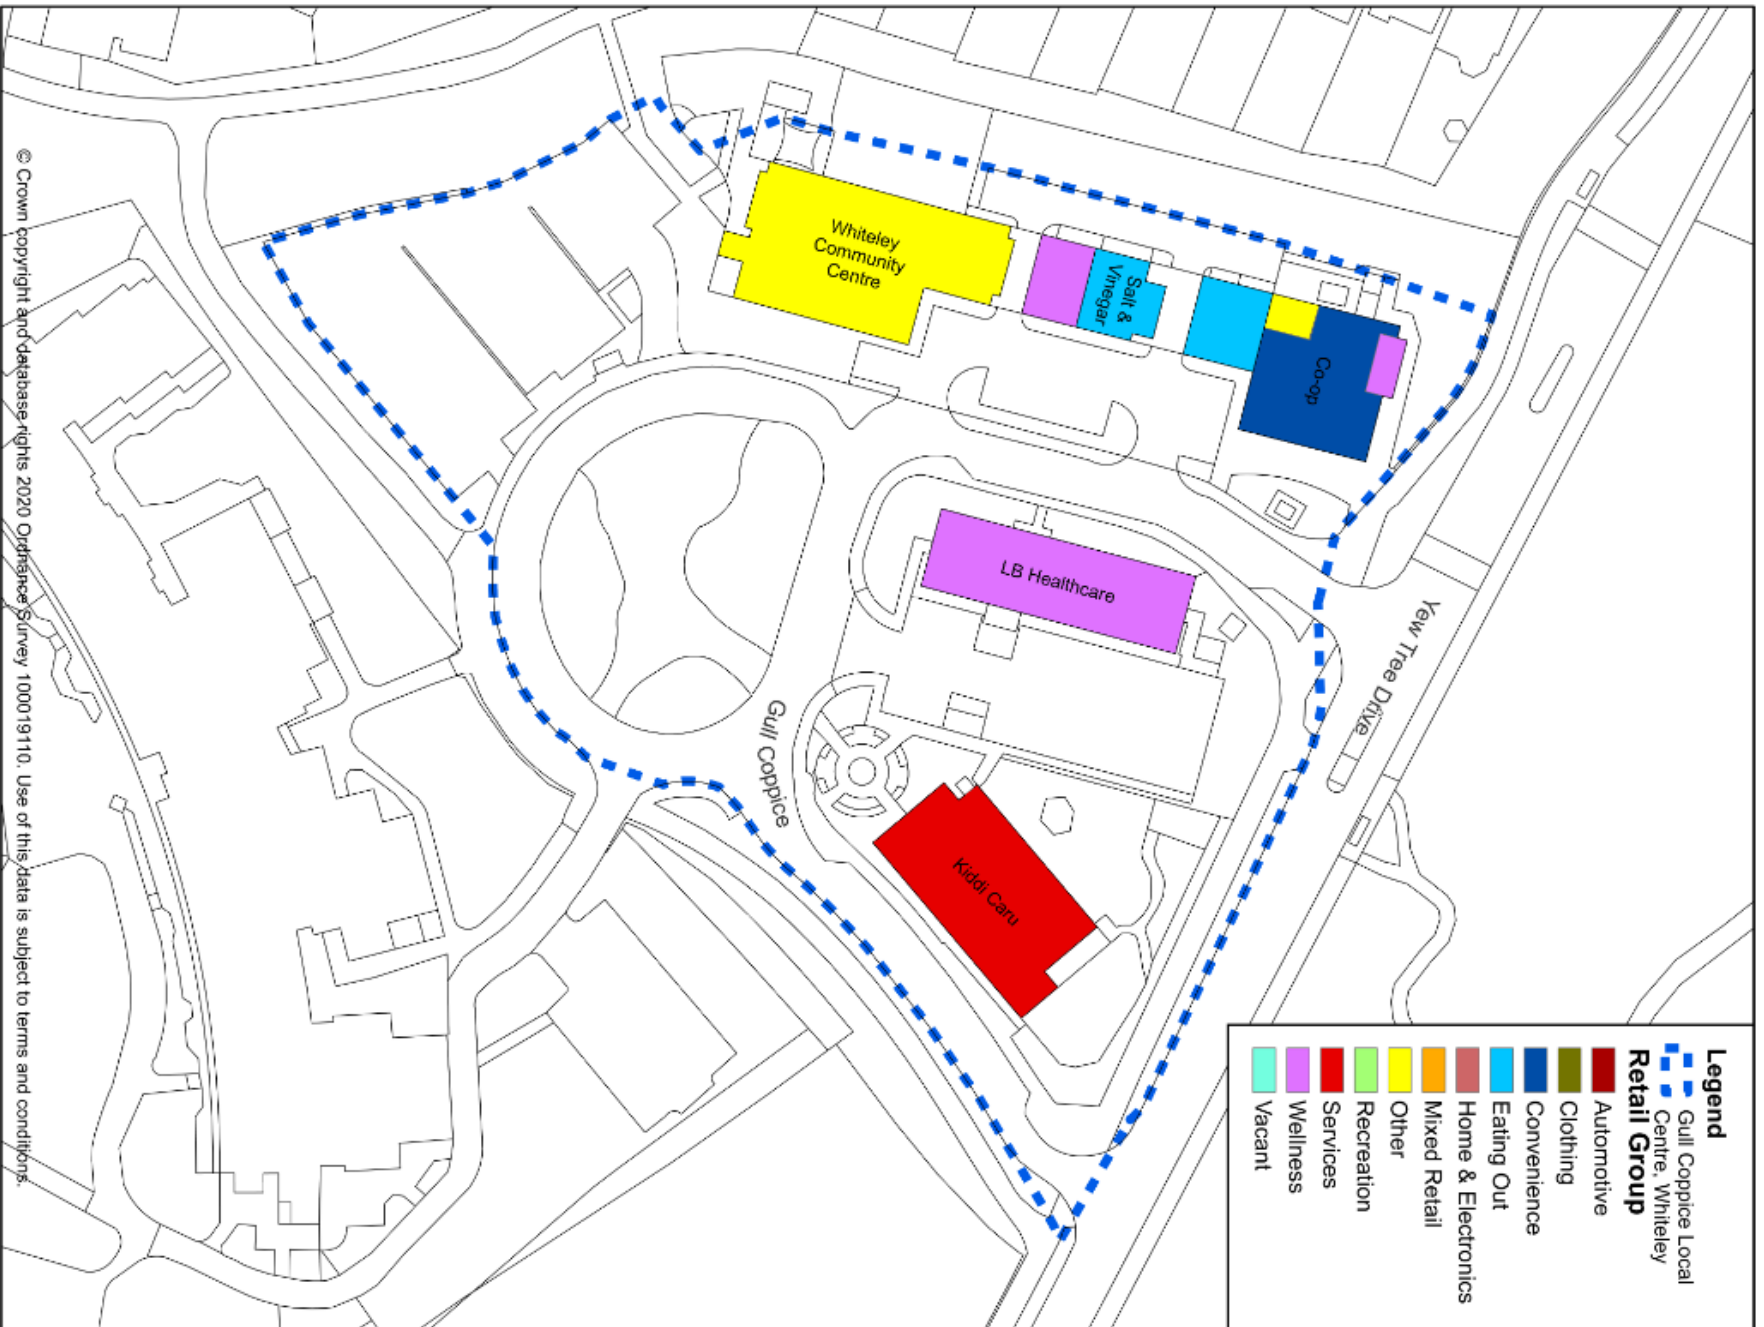 Whiteley
Community
Centre
Salt &
Vinegar
Co-op
LB Healthcare
Kiddi Caru
Gull Coppice
Yew Tree Drive
Legend
Gull Coppice Local
Centre, Whiteley
Retail Group
Automotive
Clothing
Convenience
Eating Out
Home & Electronics
Mixed Retail
Other
Recreation
Services
Wellness
Vacant
© Crown copyright and database rights 2020 Ordnance Survey 100019110. Use of this data is subject to terms and conditions.